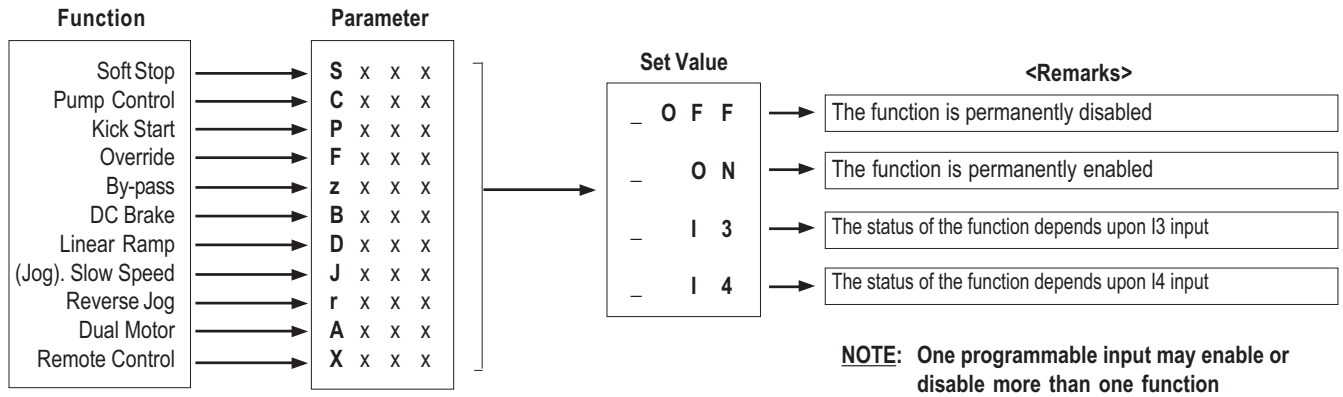 Function
Parameter
Soft Stop
S x x x
Pump Control
C x x x
Kick Start
P x x x
Override
F x x x
By-pass
z x x x
DC Brake
B x x x
Linear Ramp
D x x x
(Jog). Slow Speed
J x x x
Reverse Jog
r x x x
Dual Motor
A x x x
Remote Control
X x x x
Set Value
<Remarks>
_ O F F
The function is permanently disabled
_ O N
The function is permanently enabled
_ I 3
The status of the function depends upon I3 input
_ I 4
The status of the function depends upon I4 input
NOTE: One programmable input may enable or
disable more than one function